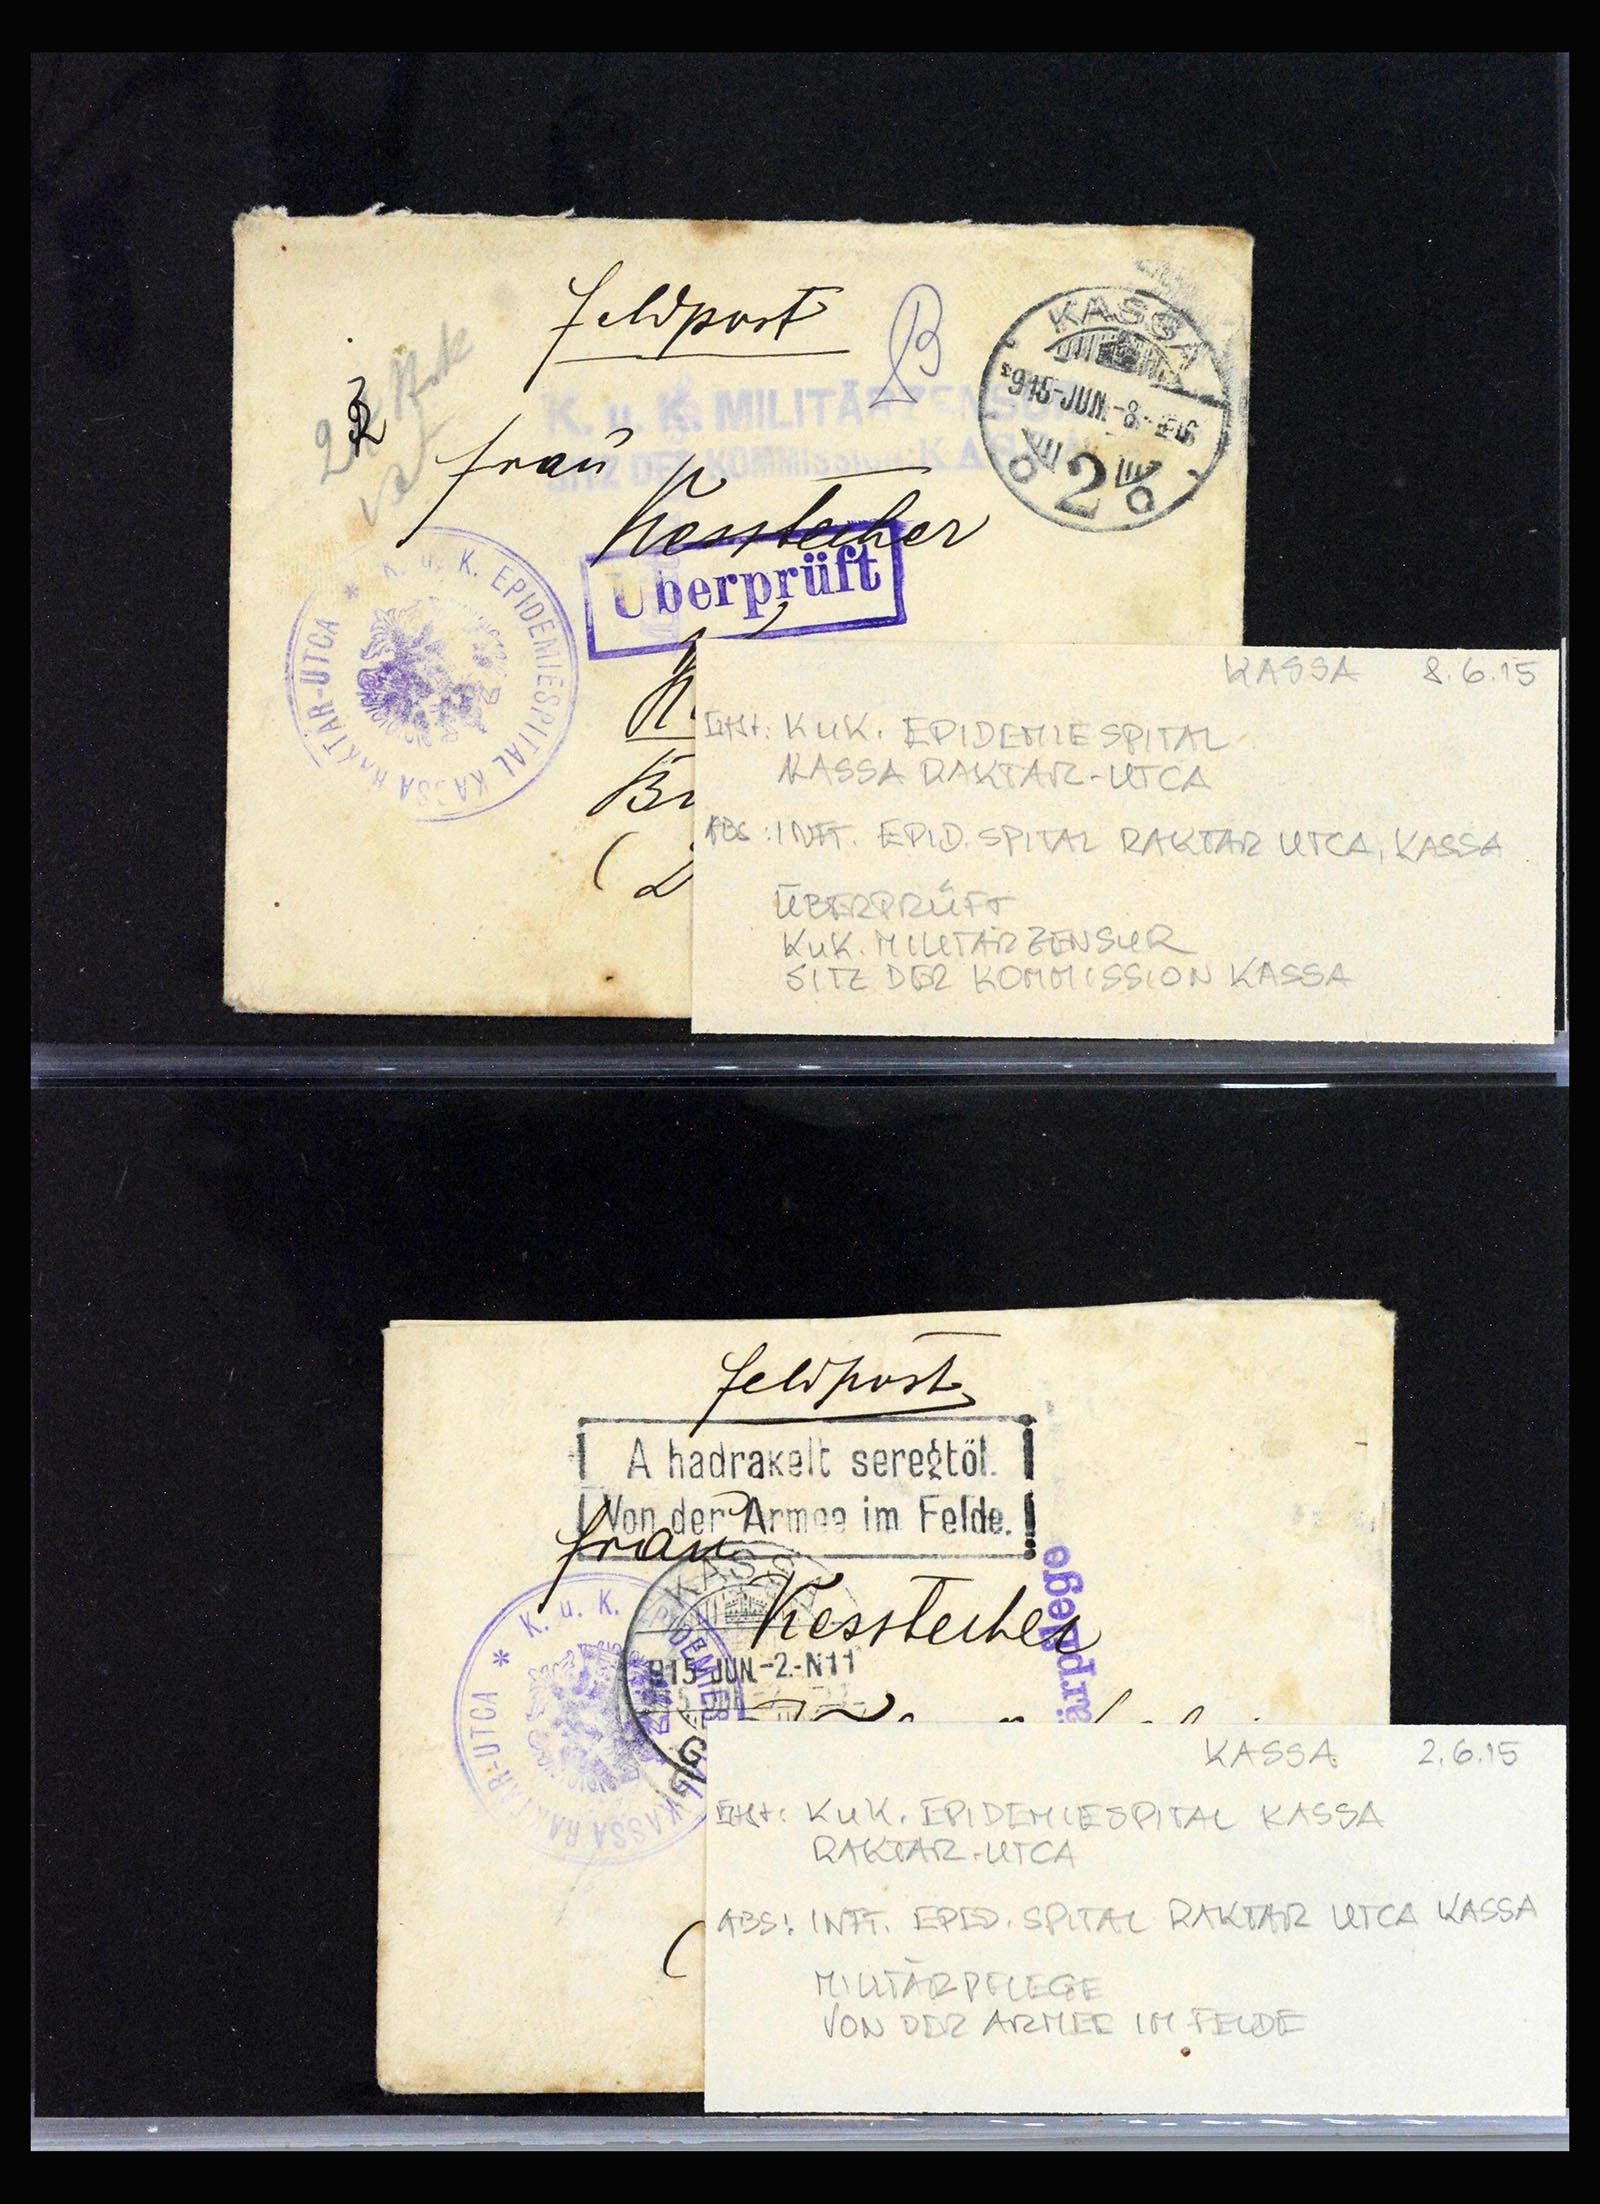 Feldpost
B
KASSA
915-JUN.-8.
2
K. u. K. MILITÄRZENSUR
SITZ DER KOMMISSION: KASSA
Frau
Überprüft
* K. u. K. EPIDEMIESPITAL KASSA RAKTÁR-UTCA
KASSA 8.6.15
KuK. EPIDEMIESPITAL
KASSA RAKTAR-UTCA
ABS: INFT. EPID. SPITAL RAKTAR UTCA, KASSA
ÜBERPRÜFT
KuK. MILITÄRZENSUR
SITZ DER KOMMISSION KASSA
Feldpost
A hadrakelt seregtől.
Von der Armee im Felde.
Frau
KASSA
915 JUN.-2.-N11
ärpflege
* K. u. K. EPIDEMIESPITAL KASSA RAKTÁR-UTCA
KASSA 2.6.15
KuK. EPIDEMIESPITAL KASSA
RAKTAR-UTCA
ABS: INFT. EPID. SPITAL RAKTAR UTCA KASSA
MILITÄRPFLEGE
VON DER ARMEE IM FELDE